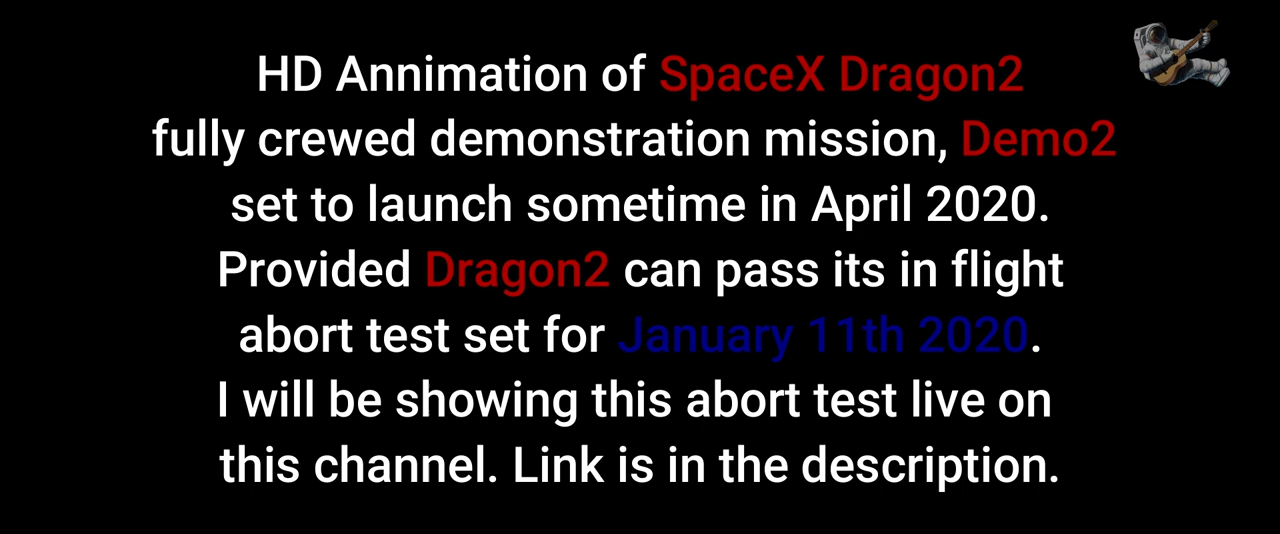 HD Annimation of SpaceX Dragon2
fully crewed demonstration mission, Demo2
set to launch sometime in April 2020.
Provided Dragon2 can pass its in flight
abort test set for January 11th 2020.
I will be showing this abort test live on
this channel. Link is in the description.